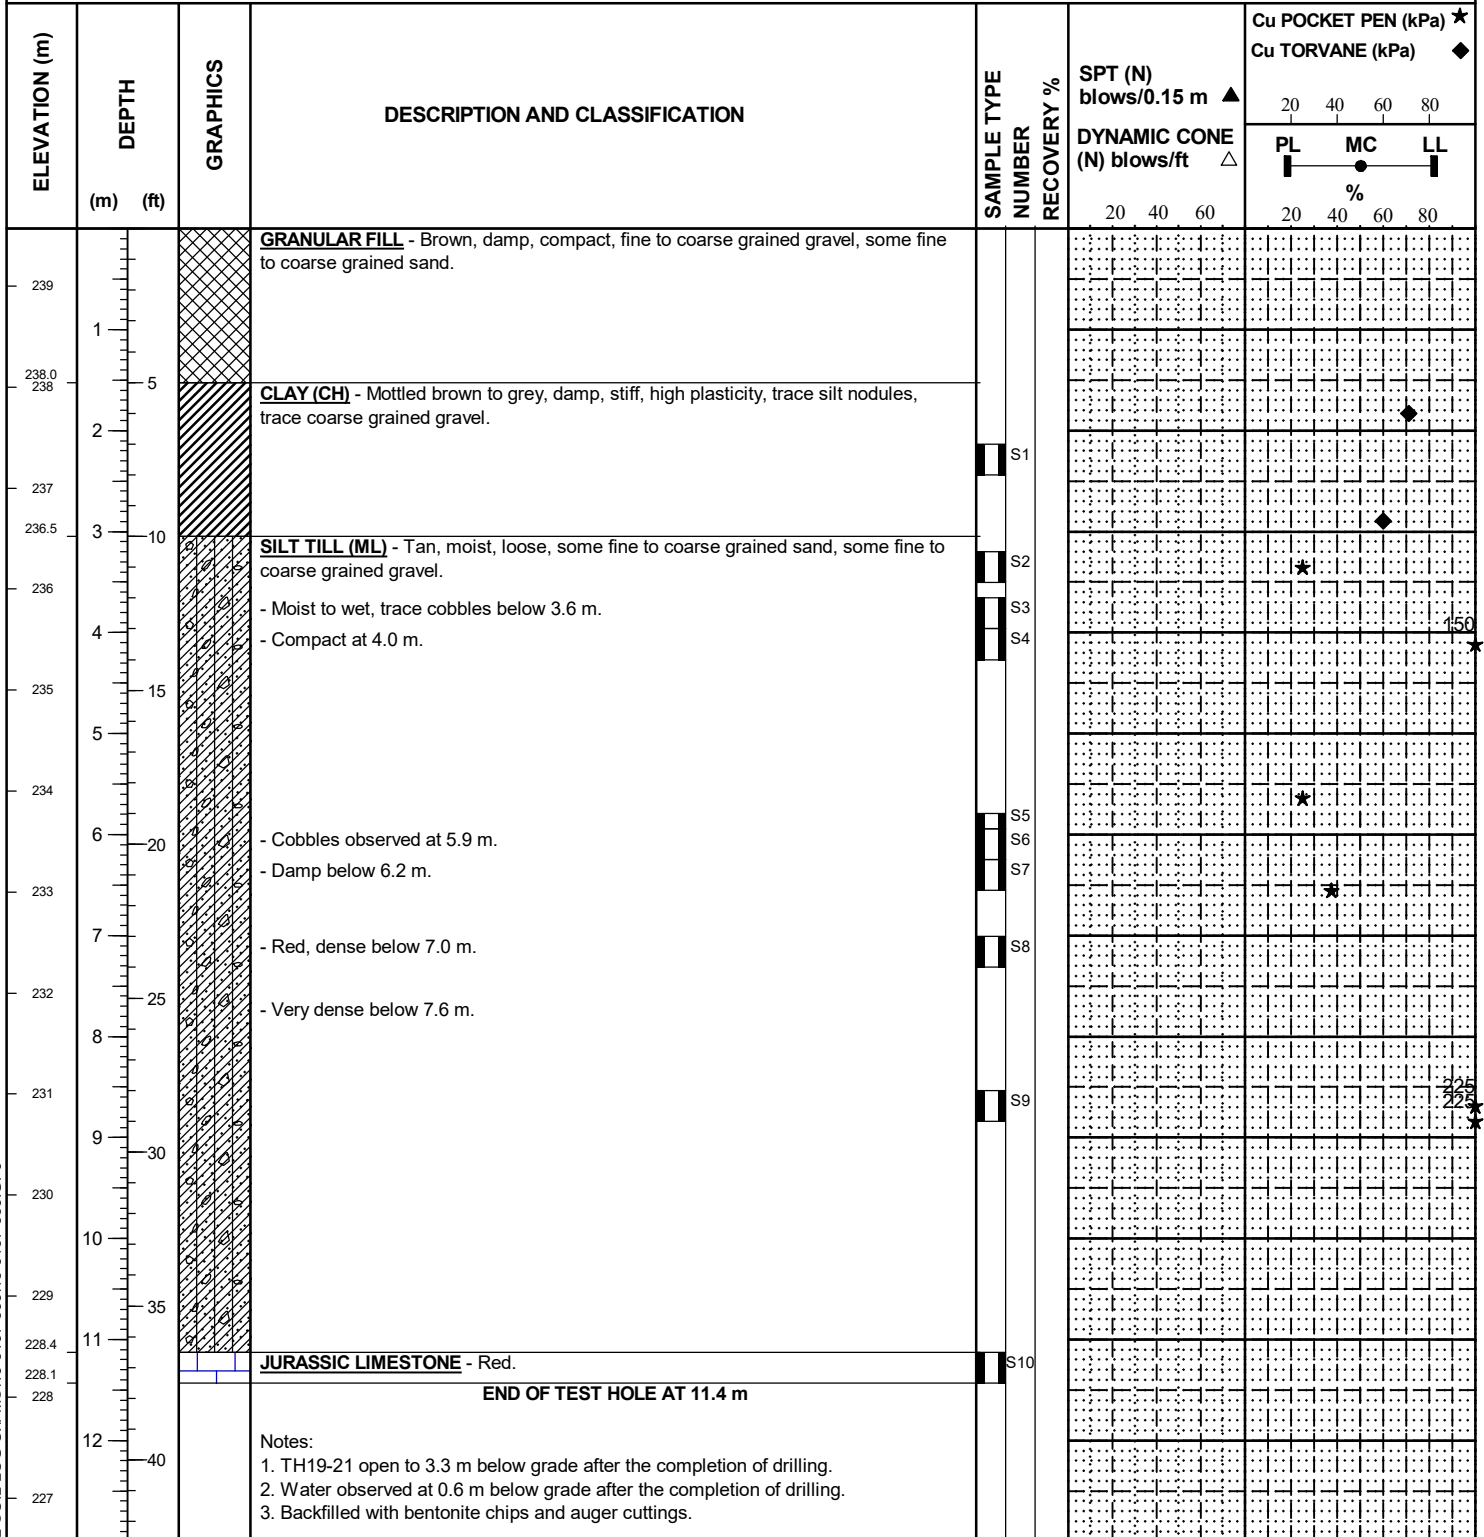 ELEVATION (m)
DEPTH
(m) (ft)
GRAPHICS
DESCRIPTION AND CLASSIFICATION
SAMPLE TYPE
NUMBER
RECOVERY %
SPT (N)
blows/0.15 m ▲
DYNAMIC CONE
(N) blows/ft △
20 40 60
Cu POCKET PEN (kPa) ★
Cu TORVANE (kPa) ◆
20 40 60 80
PL MC LL
%
20 40 60 80
GRANULAR FILL - Brown, damp, compact, fine to coarse grained gravel, some fine
to coarse grained sand.
239
1
238.0
238
5
CLAY (CH) - Mottled brown to grey, damp, stiff, high plasticity, trace silt nodules,
trace coarse grained gravel.
2
S1
237
236.5
3
10
SILT TILL (ML) - Tan, moist, loose, some fine to coarse grained sand, some fine to
coarse grained gravel.
S2
236
- Moist to wet, trace cobbles below 3.6 m.
S3
150
4
- Compact at 4.0 m.
S4
235
15
5
234
S5
6
20
- Cobbles observed at 5.9 m.
S6
- Damp below 6.2 m.
S7
233
7
- Red, dense below 7.0 m.
S8
232
25
- Very dense below 7.6 m.
8
225
231
S9
225
9
30
230
10
229
35
11
228.4
JURASSIC LIMESTONE - Red.
S10
228.1
228
END OF TEST HOLE AT 11.4 m
12
Notes:
40
1. TH19-21 open to 3.3 m below grade after the completion of drilling.
2. Water observed at 0.6 m below grade after the completion of drilling.
227
3. Backfilled with bentonite chips and auger cuttings.